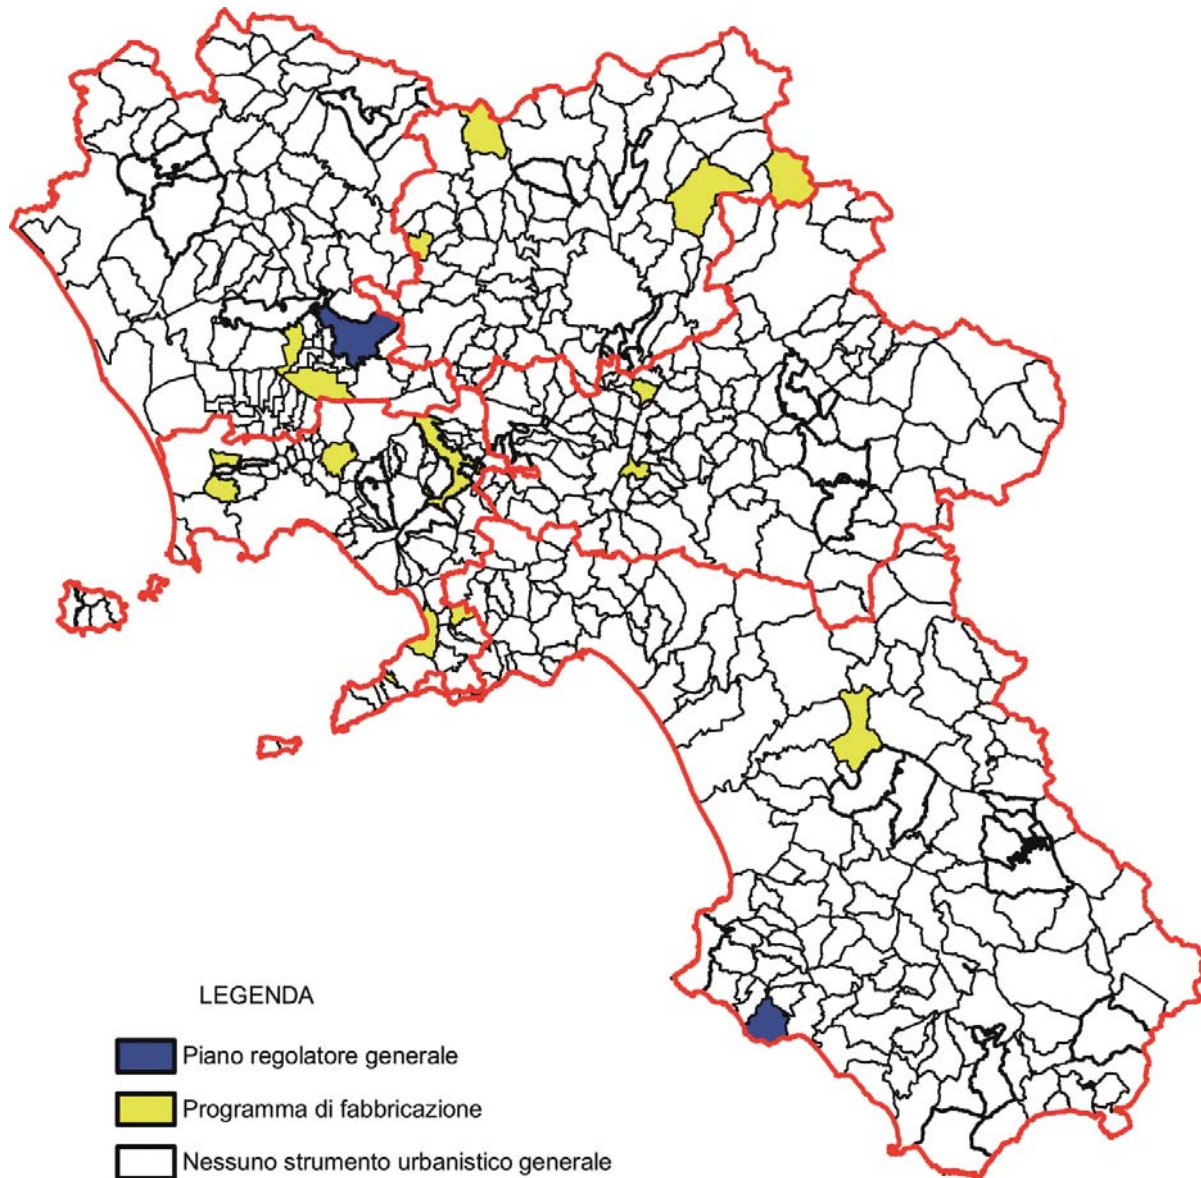 LEGENDA
Piano regolatore generale
Programma di fabbricazione
Nessuno strumento urbanistico generale